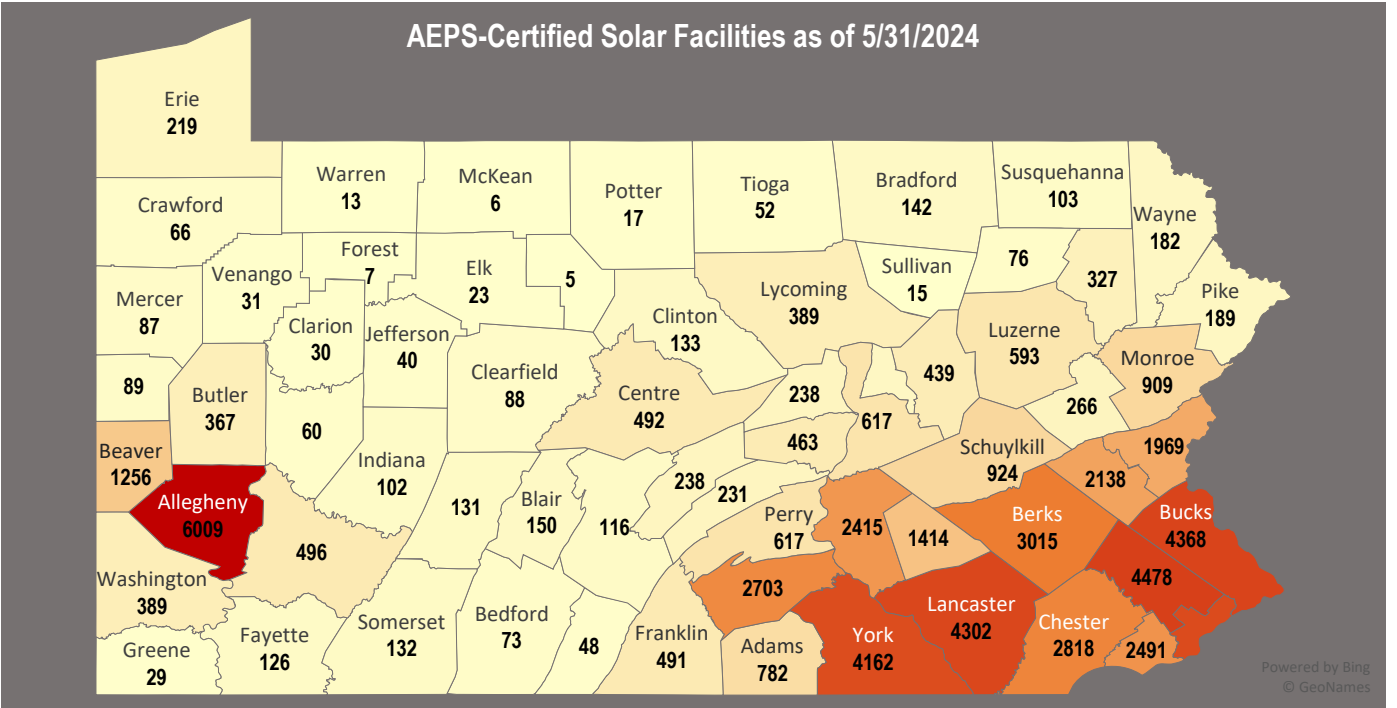 AEPS-Certified Solar Facilities as of 5/31/2024
Erie
219
Warren
13
McKean
6
Potter
17
Tioga
52
Bradford
142
Susquehanna
103
Wayne
182
Crawford
66
Forest
7
Venango
31
Elk
23
5
Sullivan
15
76
327
Pike
189
Mercer
87
Clarion
30
Jefferson
40
Clinton
133
Lycoming
389
Luzerne
593
Monroe
909
89
Butler
367
Clearfield
88
Centre
492
238
617
439
266
60
463
Schuylkill
924
1969
Beaver
1256
Indiana
102
2138
Allegheny
6009
131
Blair
150
116
238
231
Perry
617
2415
1414
Berks
3015
Bucks
4368
496
4478
Washington
389
2703
Lancaster
4302
Chester
2818
2491
Greene
29
Fayette
126
Somerset
132
Bedford
73
48
Franklin
491
Adams
782
York
4162
Powered by Bing
© GeoNames